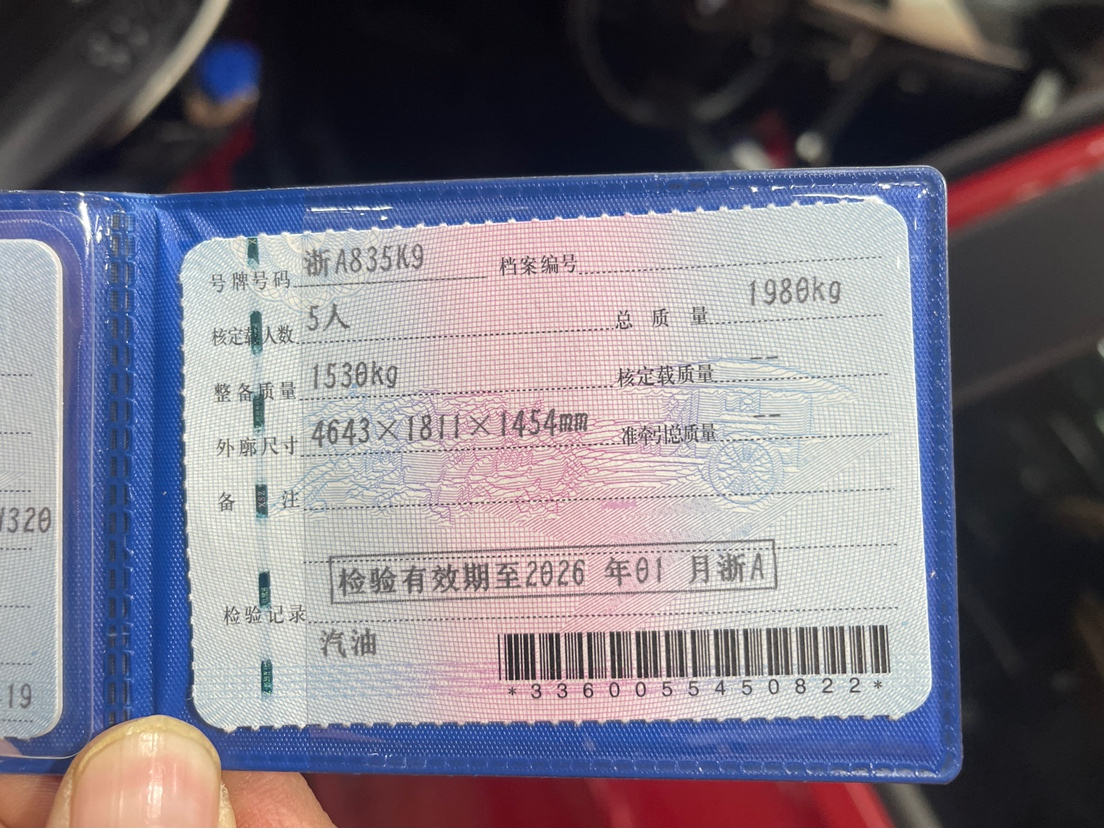 号牌号码 浙A835K9 档案编号
核定载人数 5人 总质量 1980kg
整备质量 1530kg 核定载质量 --
外廓尺寸 4643×1811×1454mm 准牵引总质量 --
备注
检验有效期至2026 年01 月浙A
检验记录
汽油
*3360055450822*
320
-19